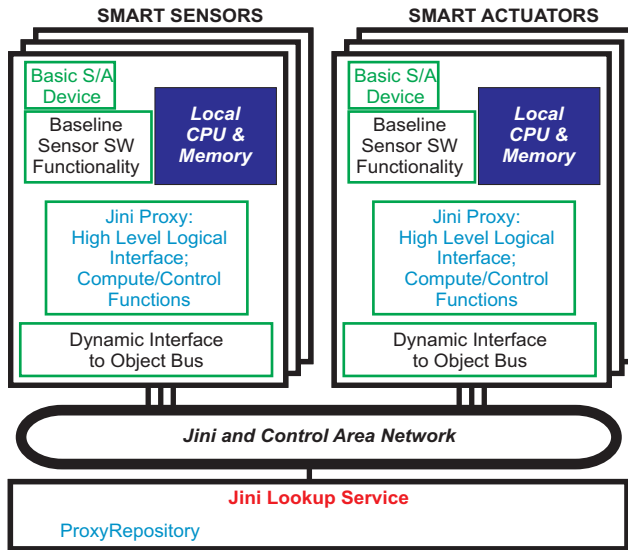 SMART SENSORS
Basic S/A
Device
Baseline
Sensor SW
Functionality
Local
CPU &
Memory
Jini Proxy:
High Level Logical
Interface;
Compute/Control
Functions
Dynamic Interface
to Object Bus
SMART ACTUATORS
Basic S/A
Device
Baseline
Sensor SW
Functionality
Local
CPU &
Memory
Jini Proxy:
High Level Logical
Interface;
Compute/Control
Functions
Dynamic Interface
to Object Bus
Jini and Control Area Network
Jini Lookup Service
ProxyRepository